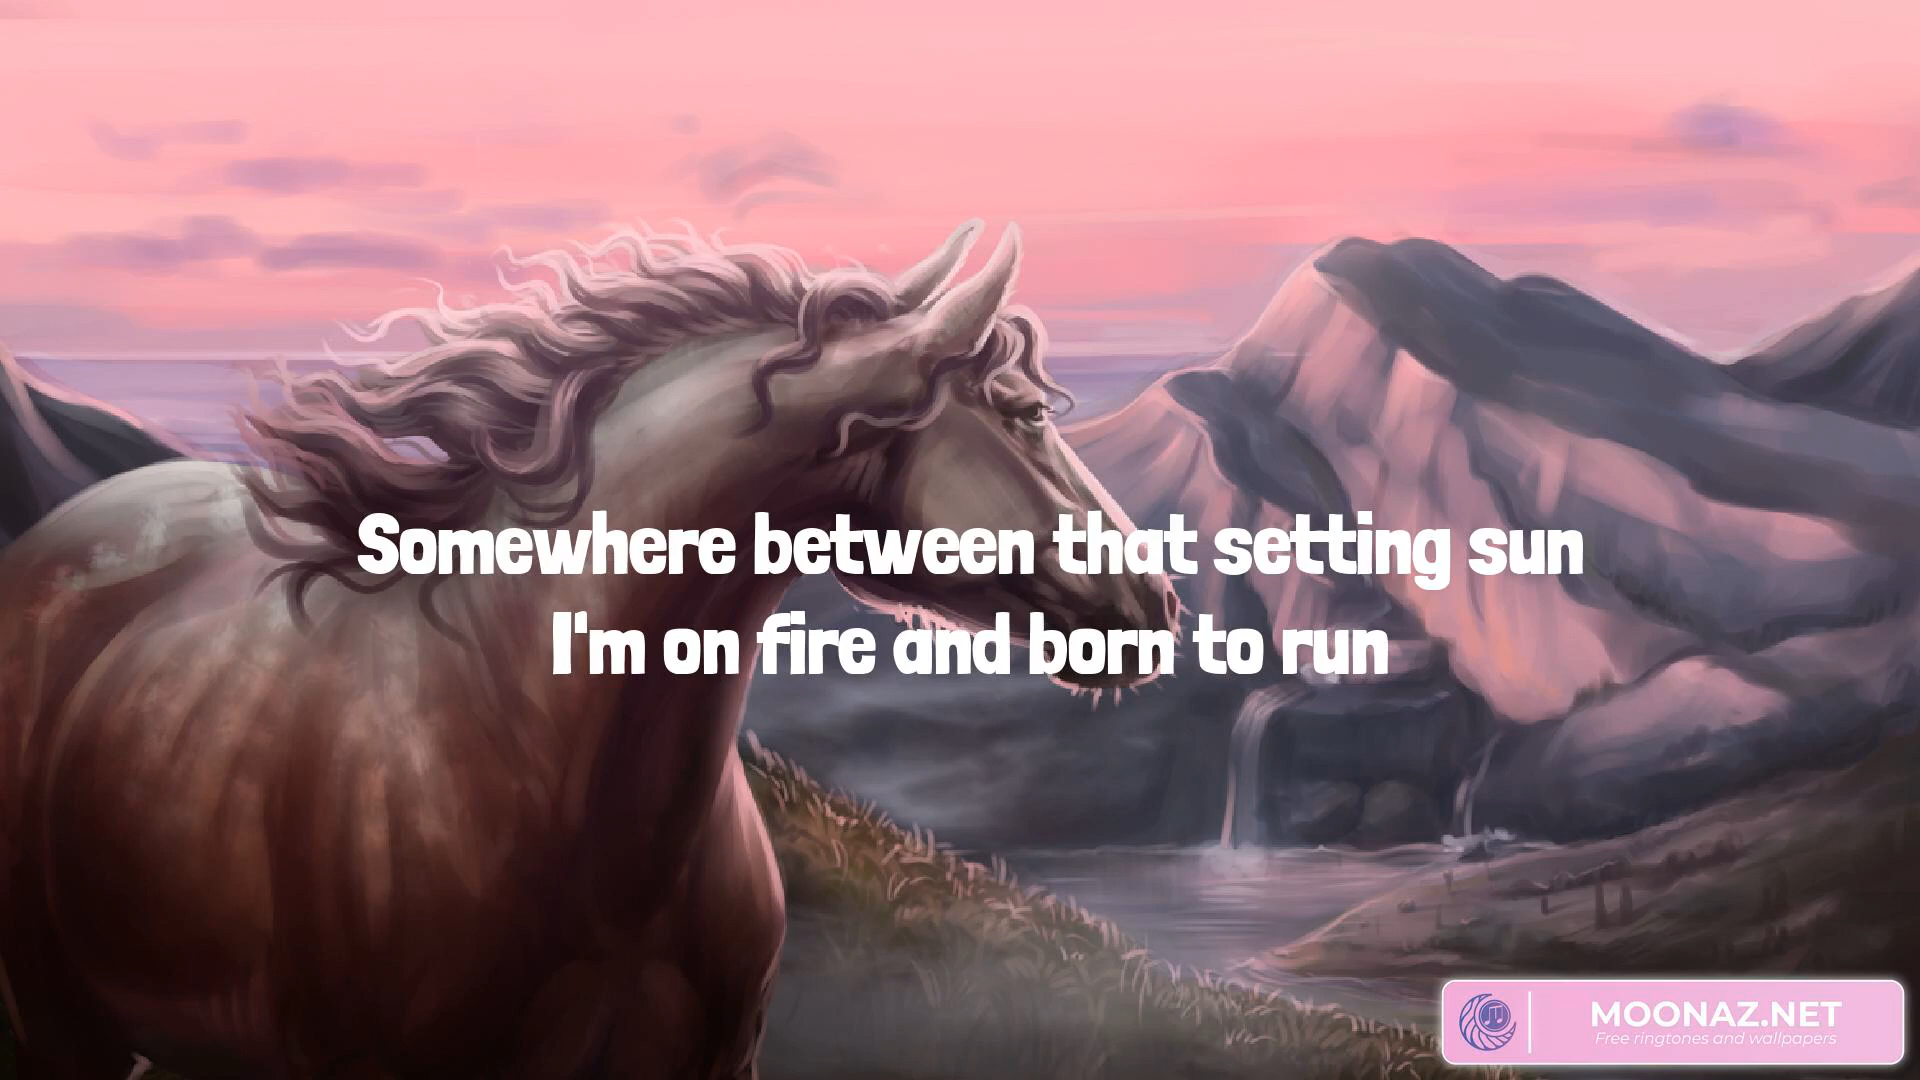 Somewhere between that setting sun
I'm on fire and born to run
MOONAZ.NET
Free ringtones and wallpapers